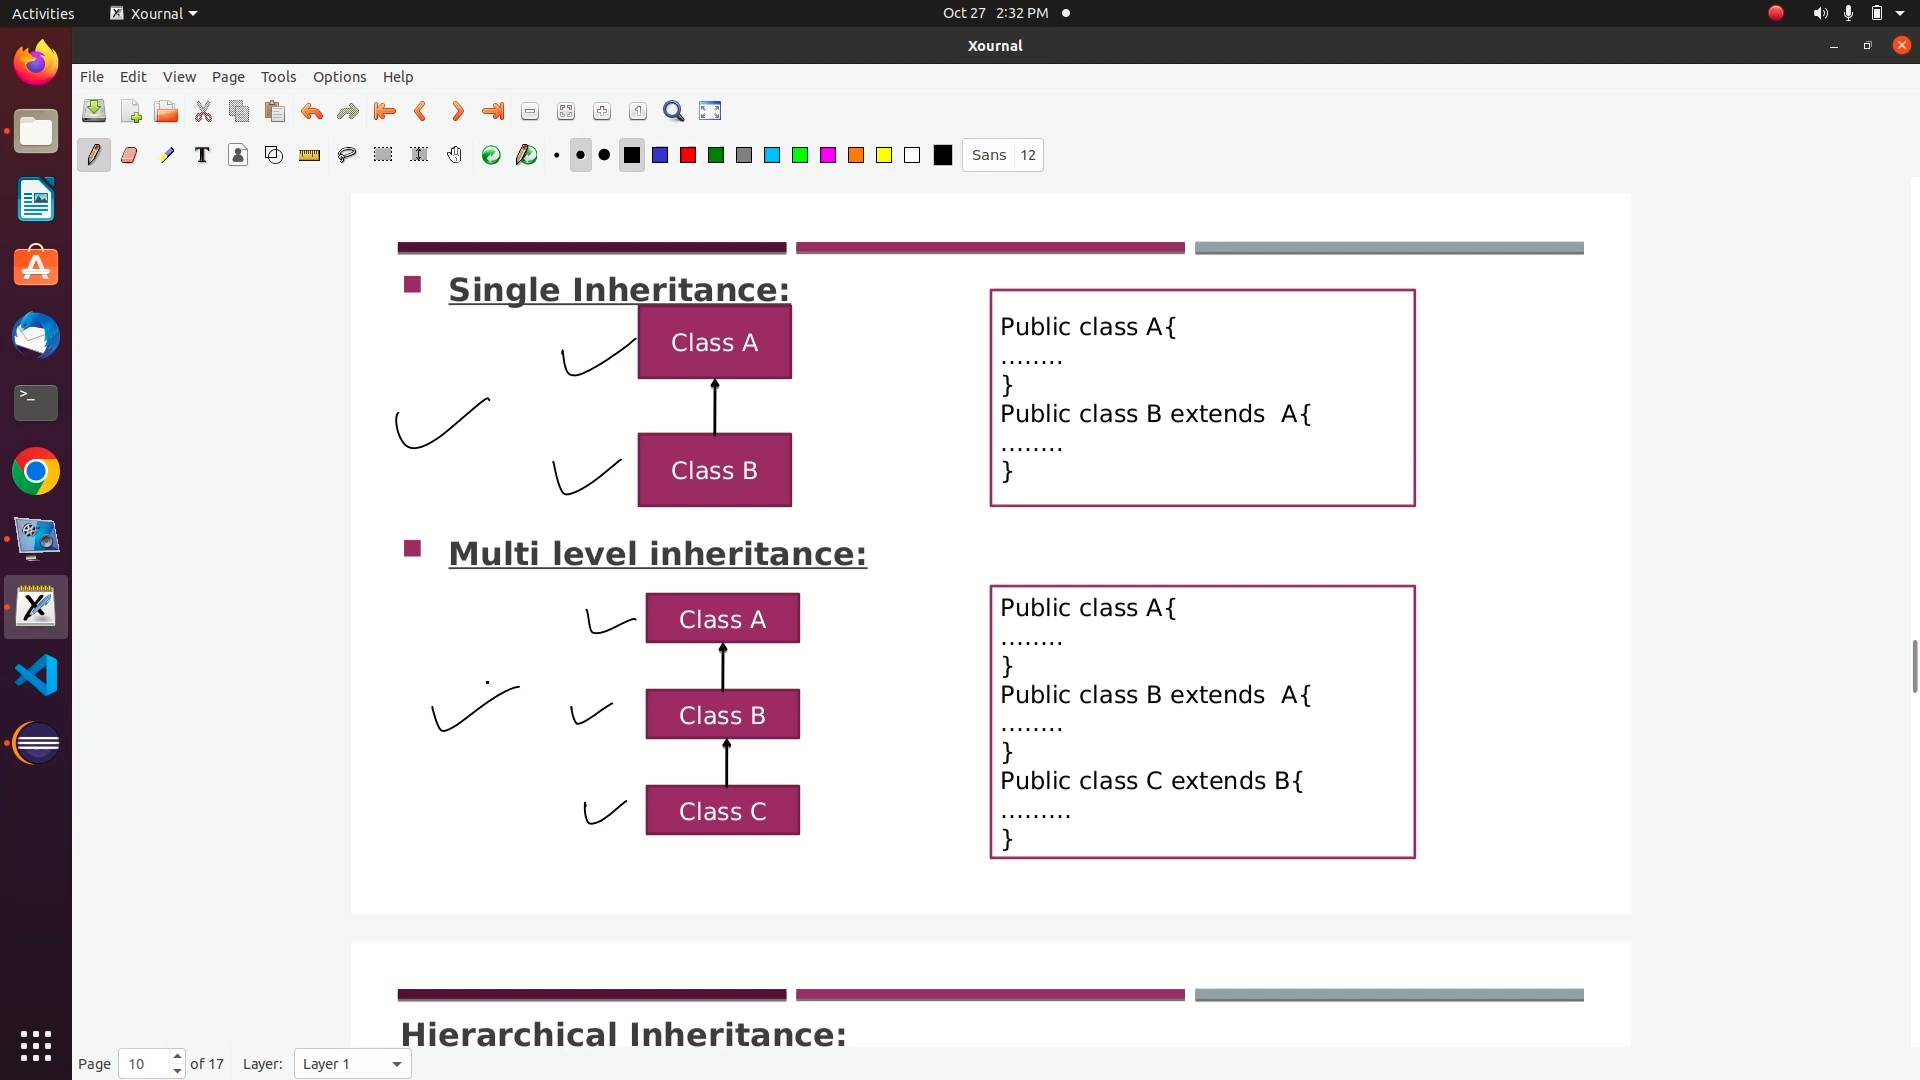 Activities
Xournal
Oct 27 2:32 PM
Xournal
File Edit View Page Tools Options Help
Sans 12
Single Inheritance:
Class A
Class B
Public class A{
........
}
Public class B extends A{
........
}
Multi level inheritance:
Class A
Class B
Class C
Public class A{
........
}
Public class B extends A{
........
}
Public class C extends B{
.........
}
Hierarchical Inheritance:
Page 10 of 17 Layer: Layer 1